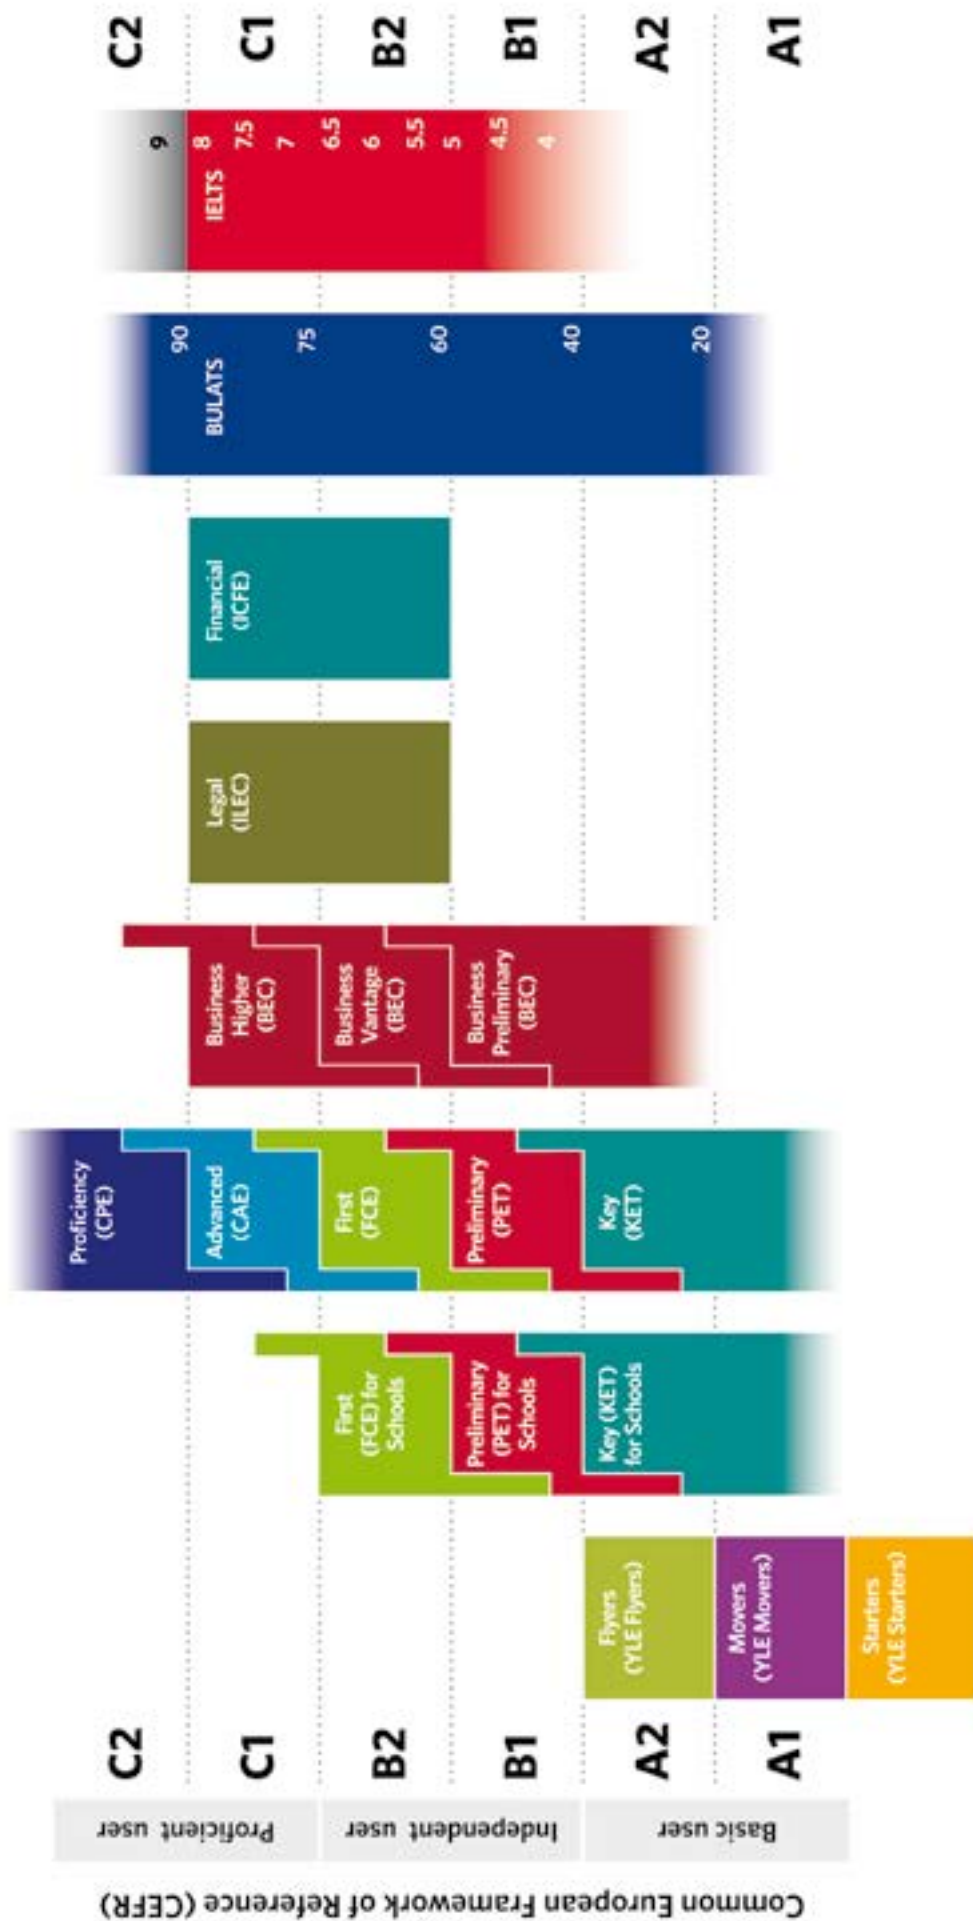 Common European Framework of Reference (CEFR)
Proficient user
Independent user
Basic user
C2
C1
B2
B1
A2
A1
Flyers
(YLE Flyers)
Movers
(YLE Movers)
Starters
(YLE Starters)
First
(FCE) for
Schools
Preliminary
(PET) for
Schools
Key (KET)
for Schools
Proficiency
(CPE)
Advanced
(CAE)
First
(FCE)
Preliminary
(PET)
Key
(KET)
Business
Higher
(BEC)
Business
Vantage
(BEC)
Business
Preliminary
(BEC)
Legal
(ILEC)
Financial
(ICFE)
BULATS
90
75
60
40
20
IELTS
9
8
7.5
7
6.5
6
5.5
5
4.5
4
C2
C1
B2
B1
A2
A1